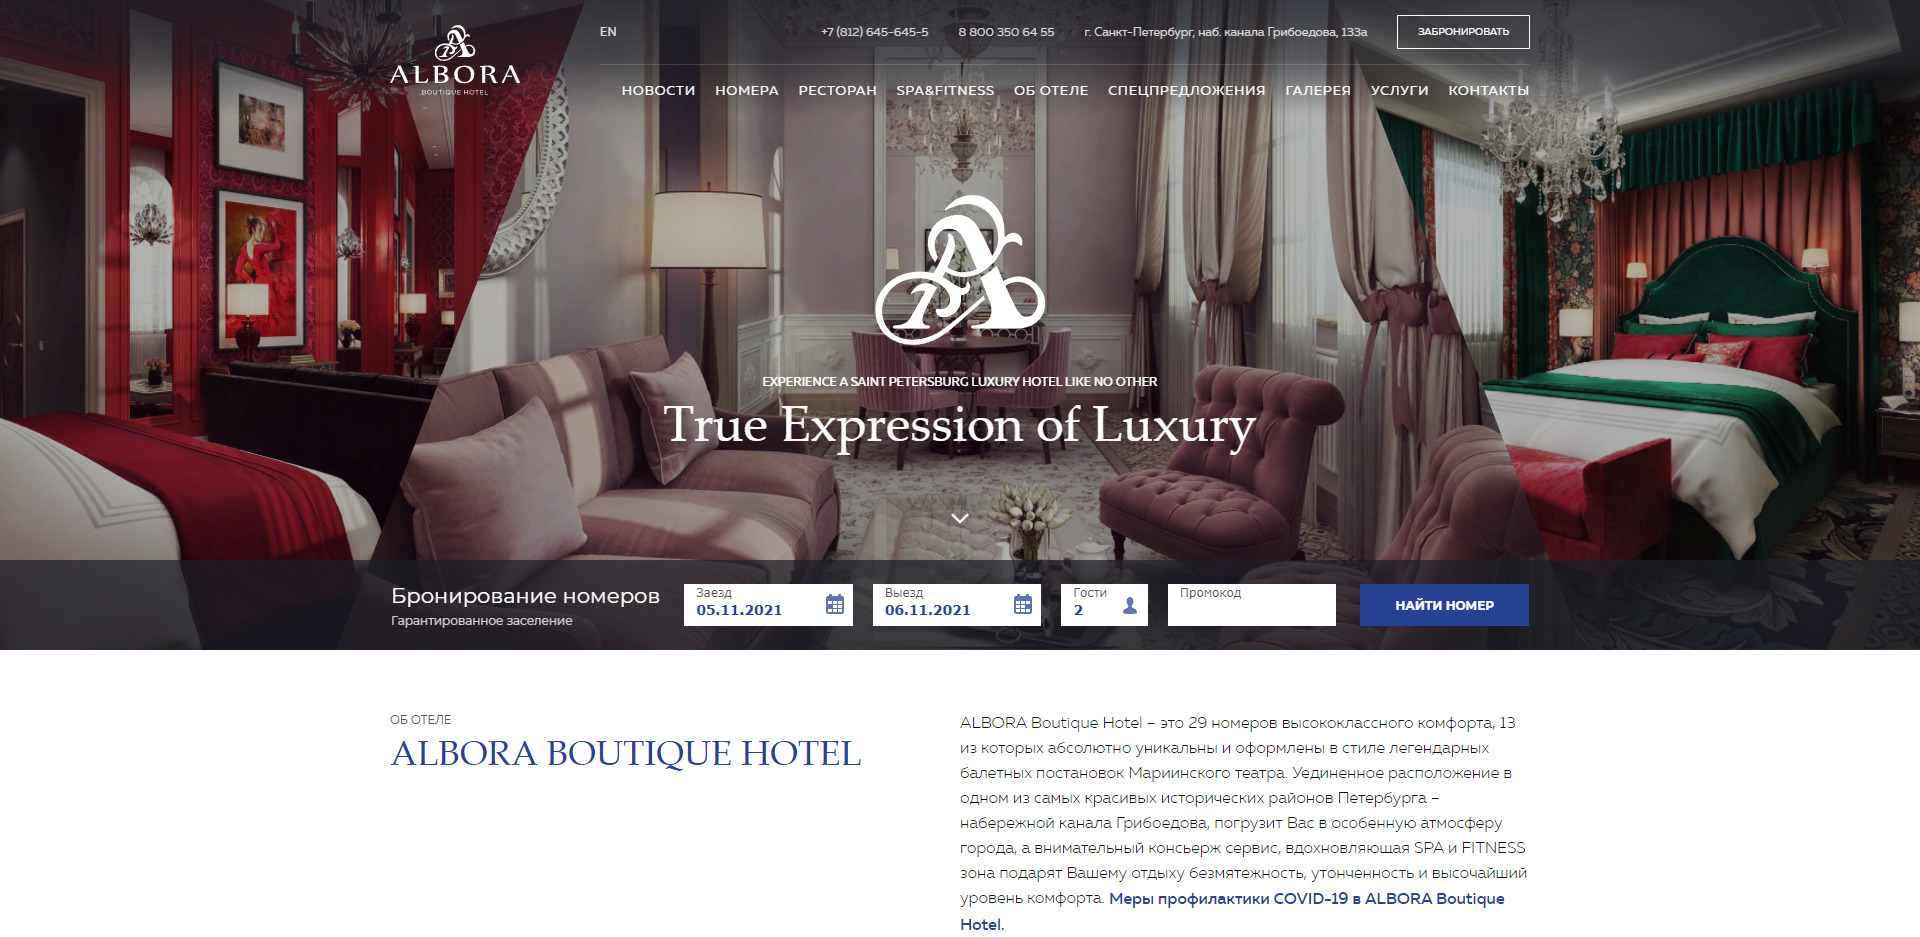 ALBORA
BOUTIQUE HOTEL
EN
+7 (812) 645-645-5
8 800 350 64 55
г. Санкт-Петербург, наб. канала Грибоедова, 133а
ЗАБРОНИРОВАТЬ
НОВОСТИ НОМЕРА РЕСТОРАН SPA&FITNESS ОБ ОТЕЛЕ СПЕЦПРЕДЛОЖЕНИЯ ГАЛЕРЕЯ УСЛУГИ КОНТАКТЫ
EXPERIENCE A SAINT PETERSBURG LUXURY HOTEL LIKE NO OTHER
True Expression of Luxury
Бронирование номеров
Гарантированное заселение
Заезд
05.11.2021
Выезд
06.11.2021
Гости
2
Промокод
НАЙТИ НОМЕР
ОБ ОТЕЛЕ
ALBORA BOUTIQUE HOTEL
ALBORA Boutique Hotel – это 29 номеров высококлассного комфорта, 13
из которых абсолютно уникальны и оформлены в стиле легендарных
балетных постановок Мариинского театра. Уединенное расположение в
одном из самых красивых исторических районов Петербурга –
набережной канала Грибоедова, погрузит Вас в особенную атмосферу
города, а внимательный консьерж сервис, вдохновляющая SPA и FITNESS
зона подарят Вашему отдыху безмятежность, утонченность и высочайший
уровень комфорта. Меры профилактики COVID-19 в ALBORA Boutique
Hotel.